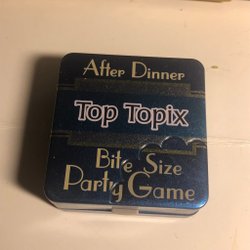 After Dinner
Top Topix
Bite Size
Party Game